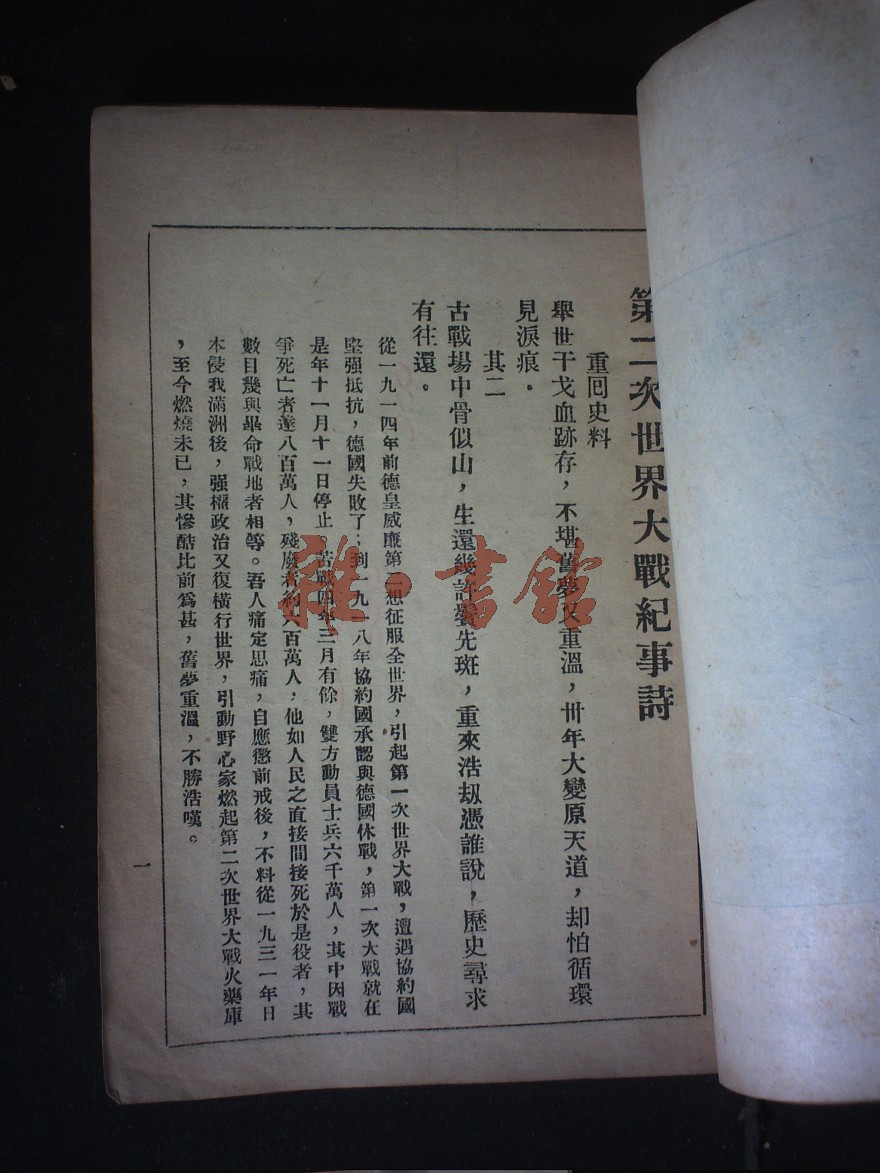 第二次世界大戰紀事詩
重囘史料
舉世干戈血跡存，不堪舊夢又重溫，卅年大變原天道，却怕循環
見淚痕．
其二
古戰場中骨似山，生還幾許鬢先斑，重來浩刼憑誰說，歷史尋求
有往還。
從一九一四年前德皇威廉第二想征服全世界，引起第一次世界大戰，遭遇協約國
堅强抵抗，德國失敗了；到一九一八年協約國承認與德國休戰，第一次大戰就在
是年十一月十一日停止 苦戰四年三月有餘，雙方動員士兵六千萬人，其中因戰
爭死亡者達八百萬人，殘廢者約六百萬人，他如人民之直接間接死於是役者，其
數目幾與畢命戰地者相等。吾人痛定思痛，自應懲前戒後，不料從一九三一年日
本侵我滿洲後，强權政治又復橫行世界，引動野心家燃起第二次世界大戰火藥庫
，至今燃燒未已，其慘酷比前爲甚，舊夢重溫，不勝浩嘆。
一
雜·書館